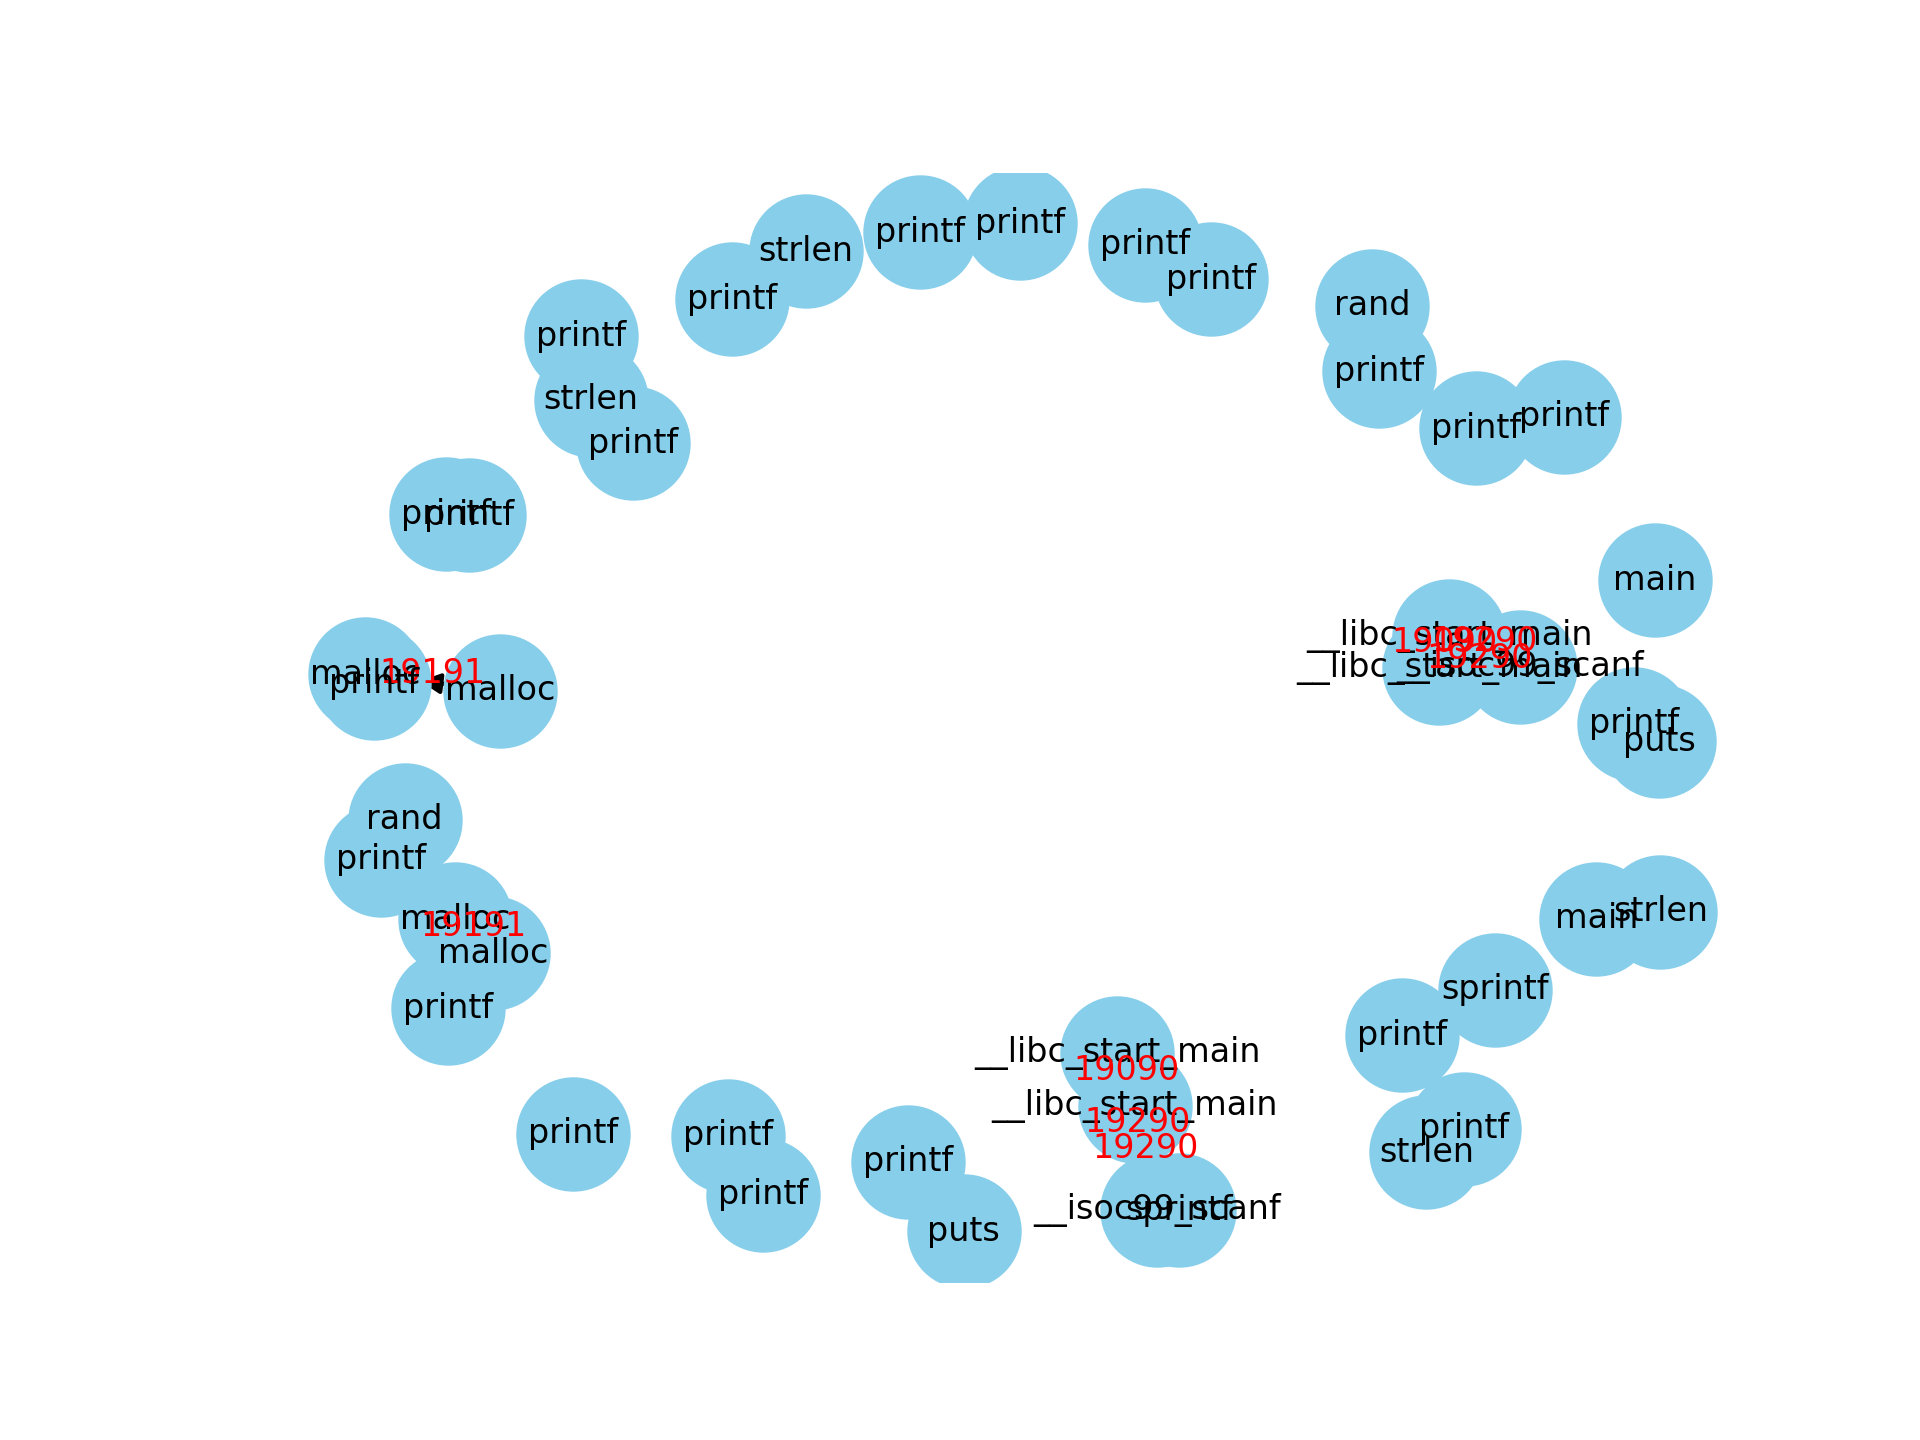 printf
printf
strlen
printf
printf
printf
printf
rand
printf
strlen
printf
printf
printf
printf
printf
printf
main
__libc_start_main
19090
19290
19290
__libc_start_main
__isoc99_scanf
malloc
19191
printf
malloc
printf
puts
rand
printf
malloc
19191
malloc
printf
main
strlen
sprintf
printf
__libc_start_main
19090
__libc_start_main
19290
19290
printf
strlen
printf
printf
printf
printf
puts
__isoc99_scanf
sprintf